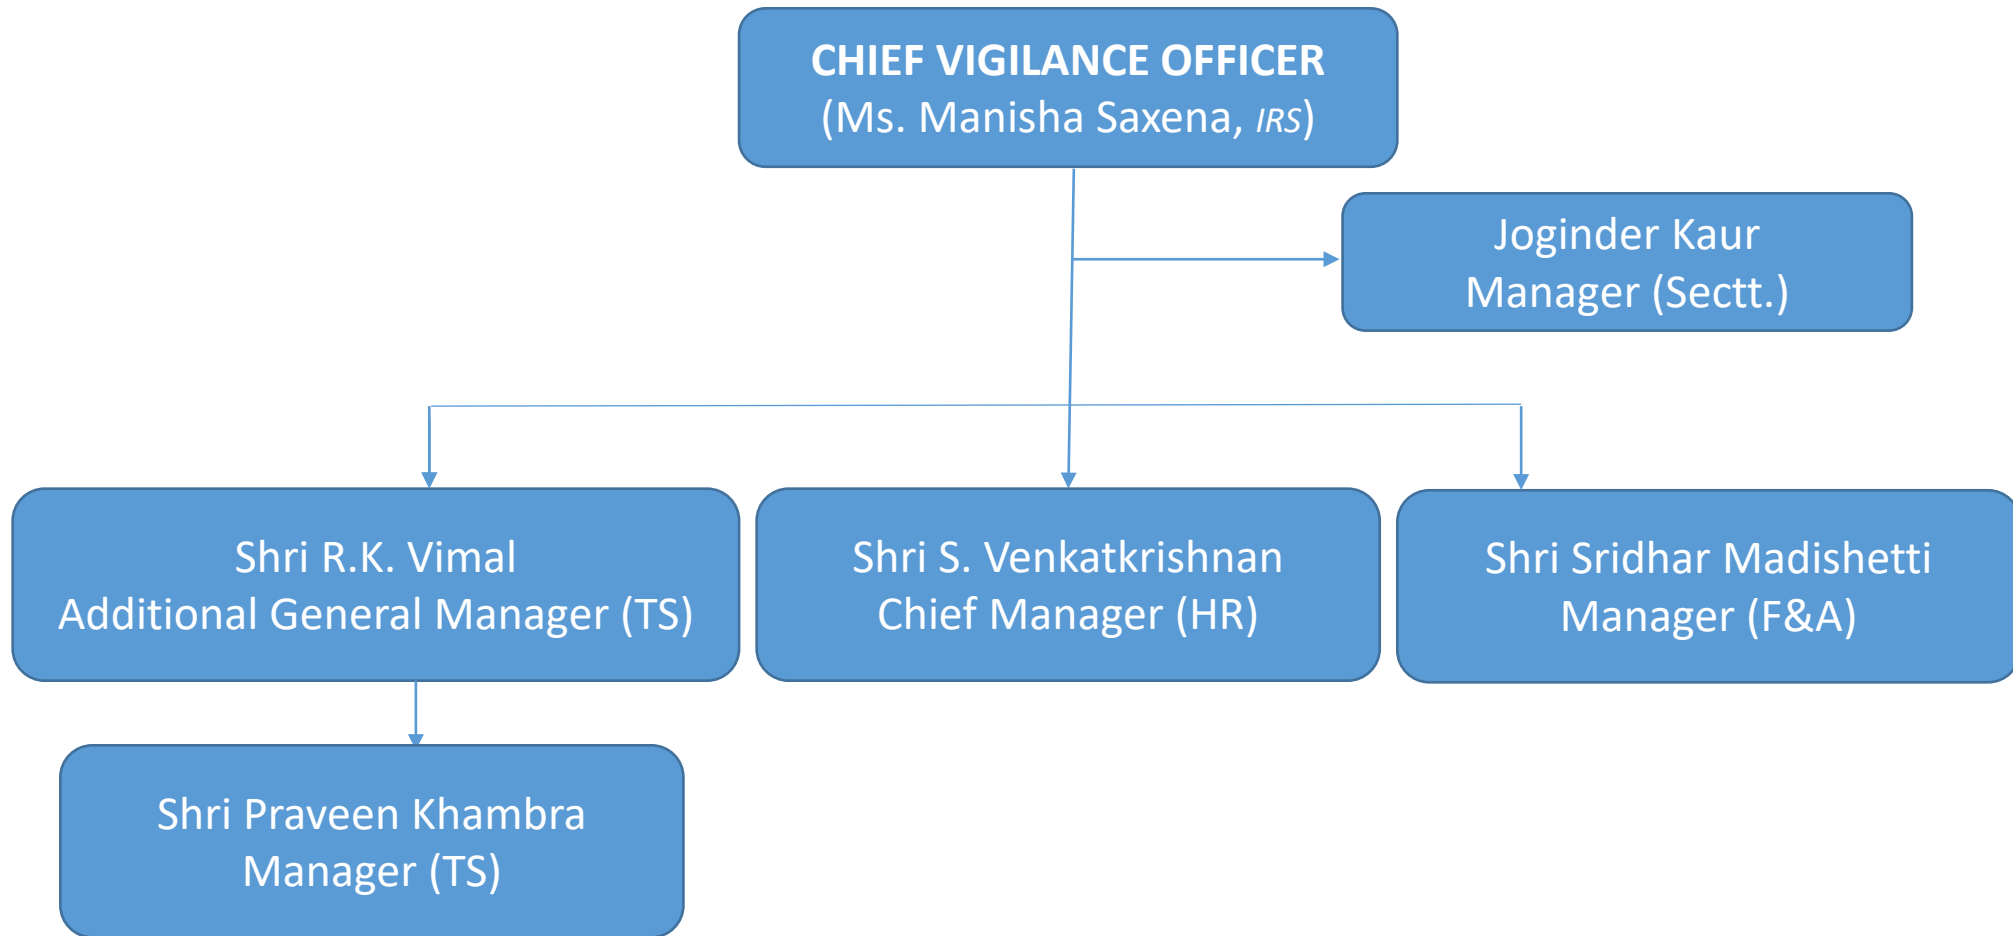 CHIEF VIGILANCE OFFICER
(Ms. Manisha Saxena, IRS)
Joginder Kaur
Manager (Sectt.)
Shri R.K. Vimal
Additional General Manager (TS)
Shri S. Venkatkrishnan
Chief Manager (HR)
Shri Sridhar Madishetti
Manager (F&A)
Shri Praveen Khambra
Manager (TS)